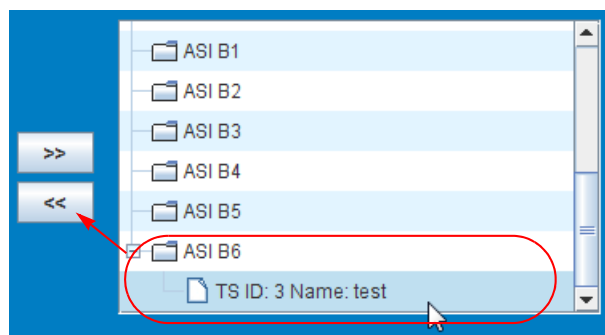 ASI B1
ASI B2
ASI B3
>>
ASI B4
<<
ASI B5
ASI B6
TS ID: 3 Name: test